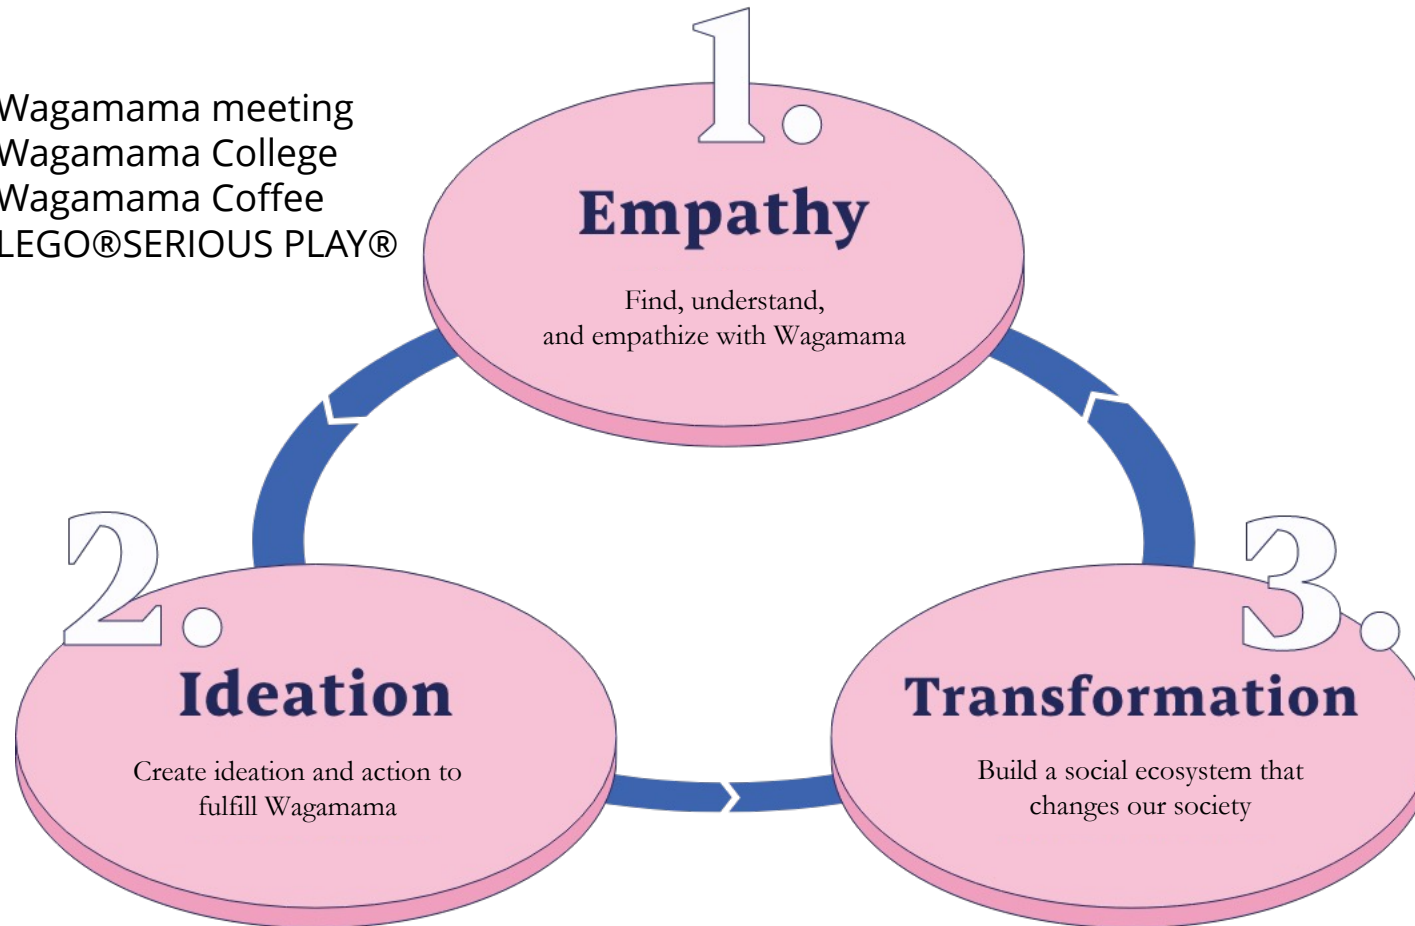 1.
Wagamama meeting
Wagamama College
Wagamama Coffee
LEGO®SERIOUS PLAY®
Empathy
Find, understand,
and empathize with Wagamama
2.
Ideation
Create ideation and action to
fulfill Wagamama
3.
Transformation
Build a social ecosystem that
changes our society